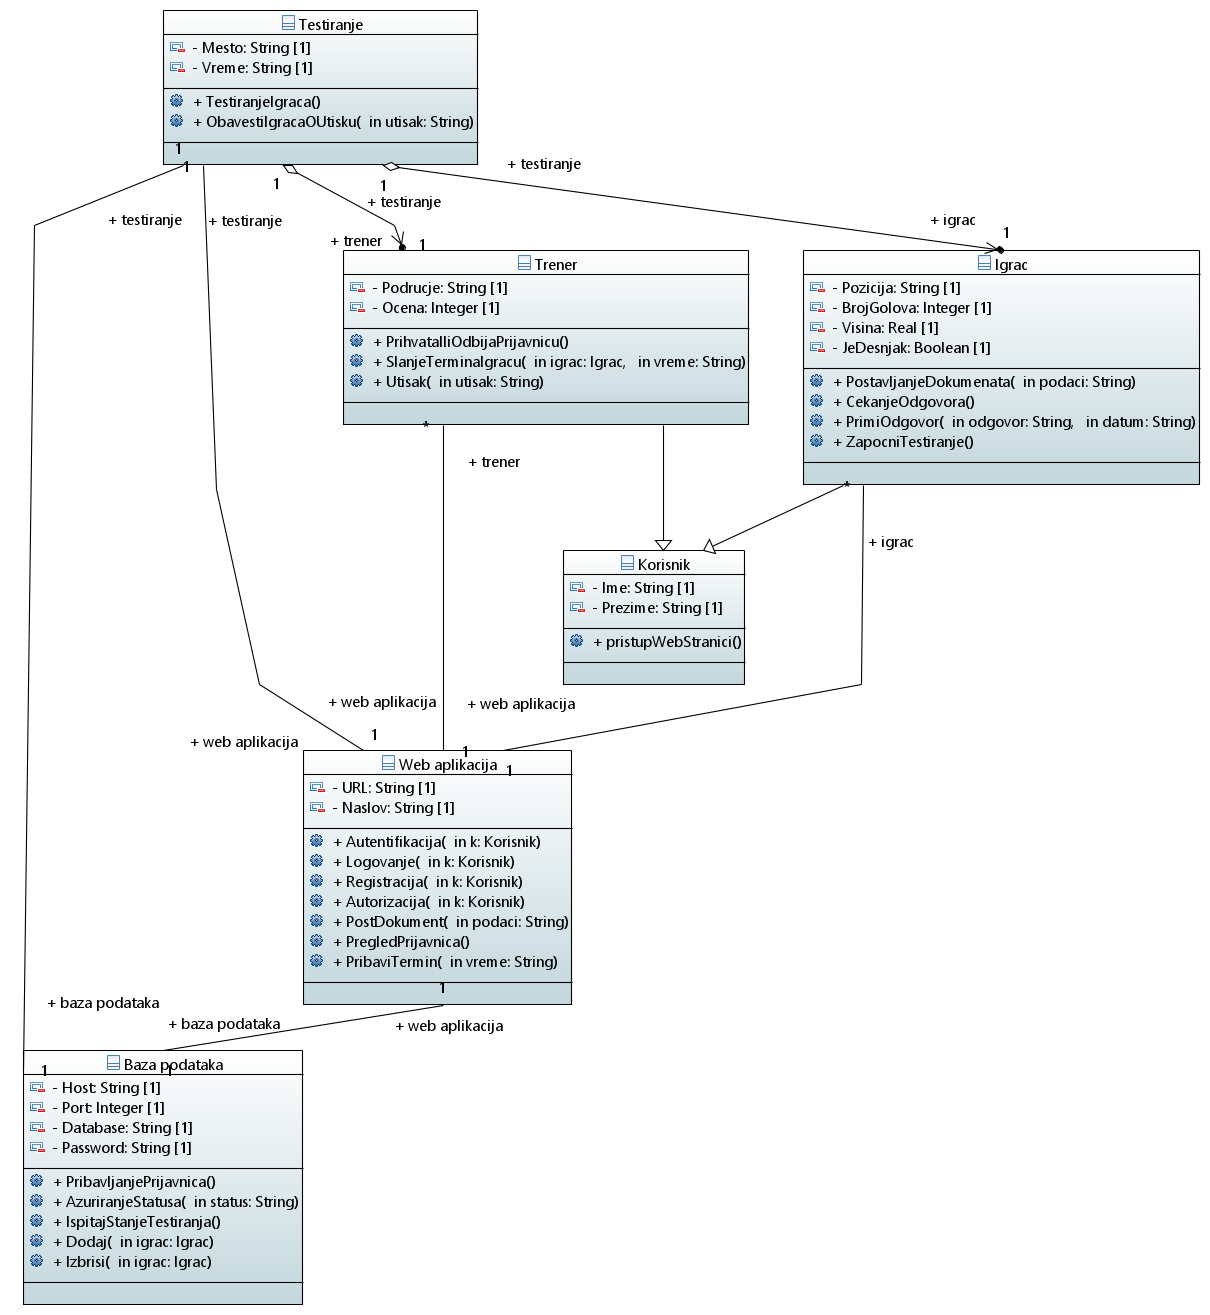 Testiranje
- Mesto: String [1]
- Vreme: String [1]
+ TestiranjeIgraca()
+ ObavestiIgracaOUtisku( in utisak: String)
1
1
1
1
+ testiranje
+ testiranje
+ testiranje
+ testiranje
+ trener
1
+ igrac
1
Trener
- Podrucje: String [1]
- Ocena: Integer [1]
+ PrihvataIliOdbijaPrijavnicu()
+ SlanjeTerminaIgracu( in igrac: Igrac, in vreme: String)
+ Utisak( in utisak: String)
*
+ trener
Igrac
- Pozicija: String [1]
- BrojGolova: Integer [1]
- Visina: Real [1]
- JeDesnjak: Boolean [1]
+ PostavljanjeDokumenata( in podaci: String)
+ CekanjeOdgovora()
+ PrimiOdgovor( in odgovor: String, in datum: String)
+ ZapocniTestiranje()
*
+ igrac
Korisnik
- Ime: String [1]
- Prezime: String [1]
+ pristupWebStranici()
+ web aplikacija
+ web aplikacija
+ web aplikacija
1
1
1
Web aplikacija
- URL: String [1]
- Naslov: String [1]
+ Autentifikacija( in k: Korisnik)
+ Logovanje( in k: Korisnik)
+ Registracija( in k: Korisnik)
+ Autorizacija( in k: Korisnik)
+ PostDokument( in podaci: String)
+ PregledPrijavnica()
+ PribaviTermin( in vreme: String)
1
+ baza podataka
+ baza podataka
+ web aplikacija
Baza podataka
1
1
- Host: String [1]
- Port: Integer [1]
- Database: String [1]
- Password: String [1]
+ PribavljanjePrijavnica()
+ AzuriranjeStatusa( in status: String)
+ IspitajStanjeTestiranja()
+ Dodaj( in igrac: Igrac)
+ Izbrisi( in igrac: Igrac)